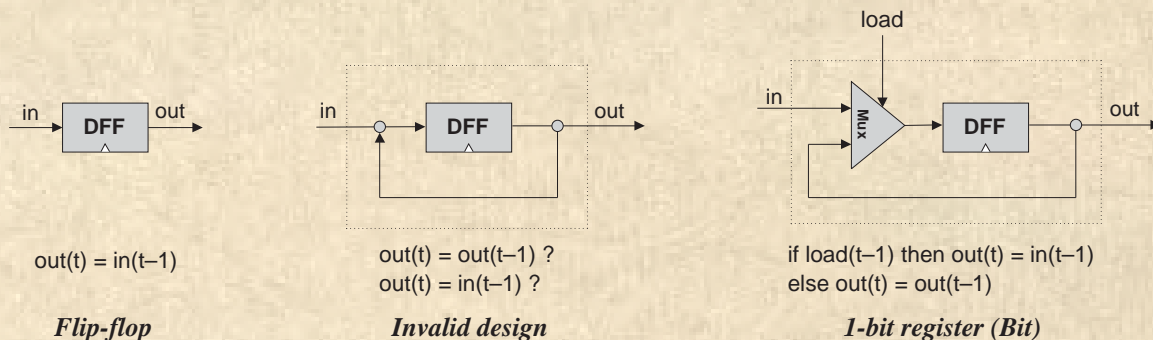 in
DFF
out
out(t) = in(t–1)
Flip-flop
in
DFF
out
out(t) = out(t–1) ?
out(t) = in(t–1) ?
Invalid design
load
in
Mux
DFF
out
if load(t–1) then out(t) = in(t–1)
else out(t) = out(t–1)
1-bit register (Bit)